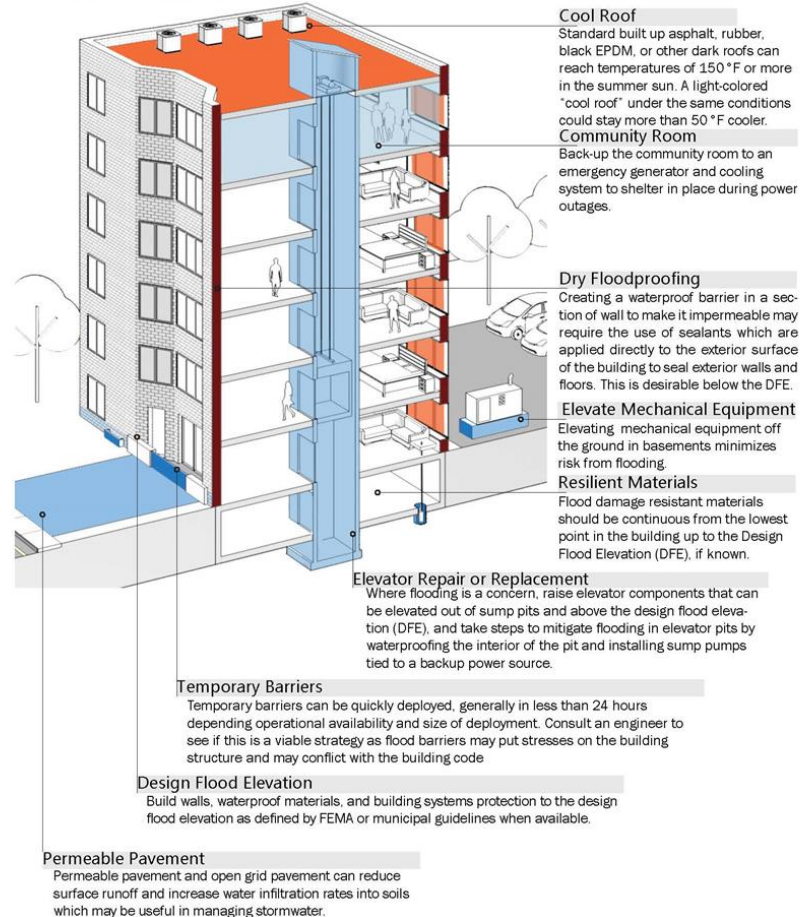 Cool Roof
Standard built up asphalt, rubber,
black EPDM, or other dark roofs can
reach temperatures of 150°F or more
in the summer sun. A light-colored
"cool roof" under the same conditions
could stay more than 50°F cooler.
Community Room
Back-up the community room to an
emergency generator and cooling
system to shelter in place during power
outages.
Dry Floodproofing
Creating a waterproof barrier in a sec-
tion of wall to make it impermeable may
require the use of sealants which are
applied directly to the exterior surface
of the building to seal exterior walls and
floors. This is desirable below the DFE.
Elevate Mechanical Equipment
Elevating mechanical equipment off
the ground in basements minimizes
risk from flooding.
Resilient Materials
Flood damage resistant materials
should be continuous from the lowest
point in the building up to the Design
Flood Elevation (DFE), if known.
Elevator Repair or Replacement
Where flooding is a concern, raise elevator components that can
be elevated out of sump pits and above the design flood eleva-
tion (DFE), and take steps to mitigate flooding in elevator pits by
waterproofing the interior of the pit and installing sump pumps
tied to a backup power source.
Temporary Barriers
Temporary barriers can be quickly deployed, generally in less than 24 hours
depending operational availability and size of deployment. Consult an engineer to
see if this is a viable strategy as flood barriers may put stresses on the building
structure and may conflict with the building code
Design Flood Elevation
Build walls, waterproof materials, and building systems protection to the design
flood elevation as defined by FEMA or municipal guidelines when available.
Permeable Pavement
Permeable pavement and open grid pavement can reduce
surface runoff and increase water infiltration rates into soils
which may be useful in managing stormwater.